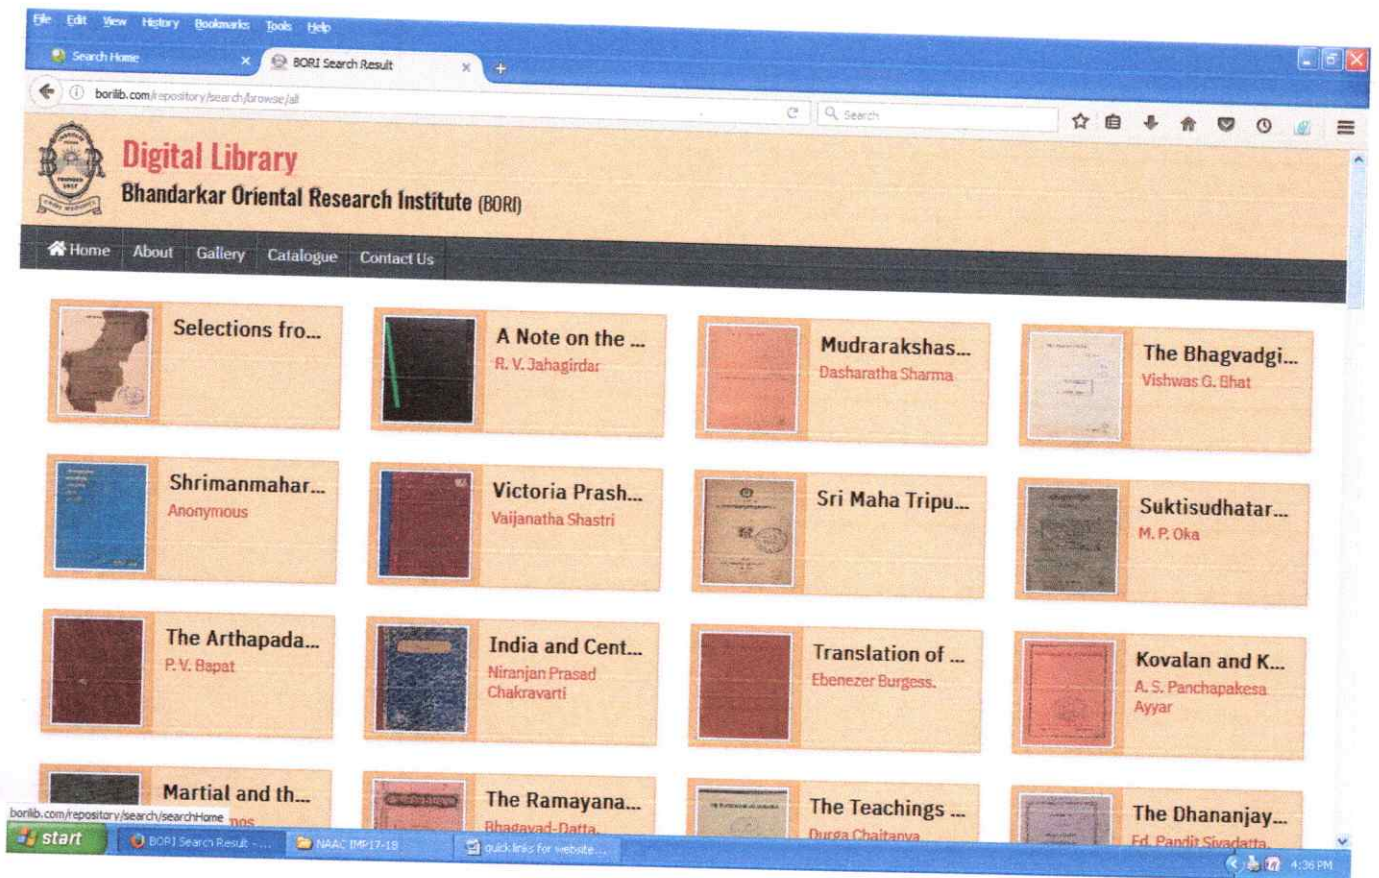 File Edit View History Bookmarks Tools Help
Search Home
BORI Search Result
borilib.com/repository/search/browse/all
Search
Digital Library
Bhandarkar Oriental Research Institute (BORI)
Home About Gallery Catalogue Contact Us
Selections fro...
A Note on the ...
R. V. Jahagirdar
Mudrarakshas...
Dasharatha Sharma
The Bhagvadgi...
Vishwas G. Bhat
Shrimanmahar...
Anonymous
Victoria Prash...
Vaijanatha Shastri
Sri Maha Tripu...
Suktisudhatar...
M. P. Oka
The Arthapada...
P. V. Bapat
India and Cent...
Niranjan Prasad
Chakravarti
Translation of ...
Ebenezer Burgess.
Kovalan and K...
A. S. Panchapakesa
Ayyar
Martial and th...
The Ramayana...
Bhagavad-Datta.
The Teachings ...
Durga Chaitanya
The Dhananjay...
Ed. Pandit Sivadatta.
borilib.com/repository/search/searchHome
start
BORI Search Result - ...
NAAC IMP17-18
quick links for website...
4:36 PM